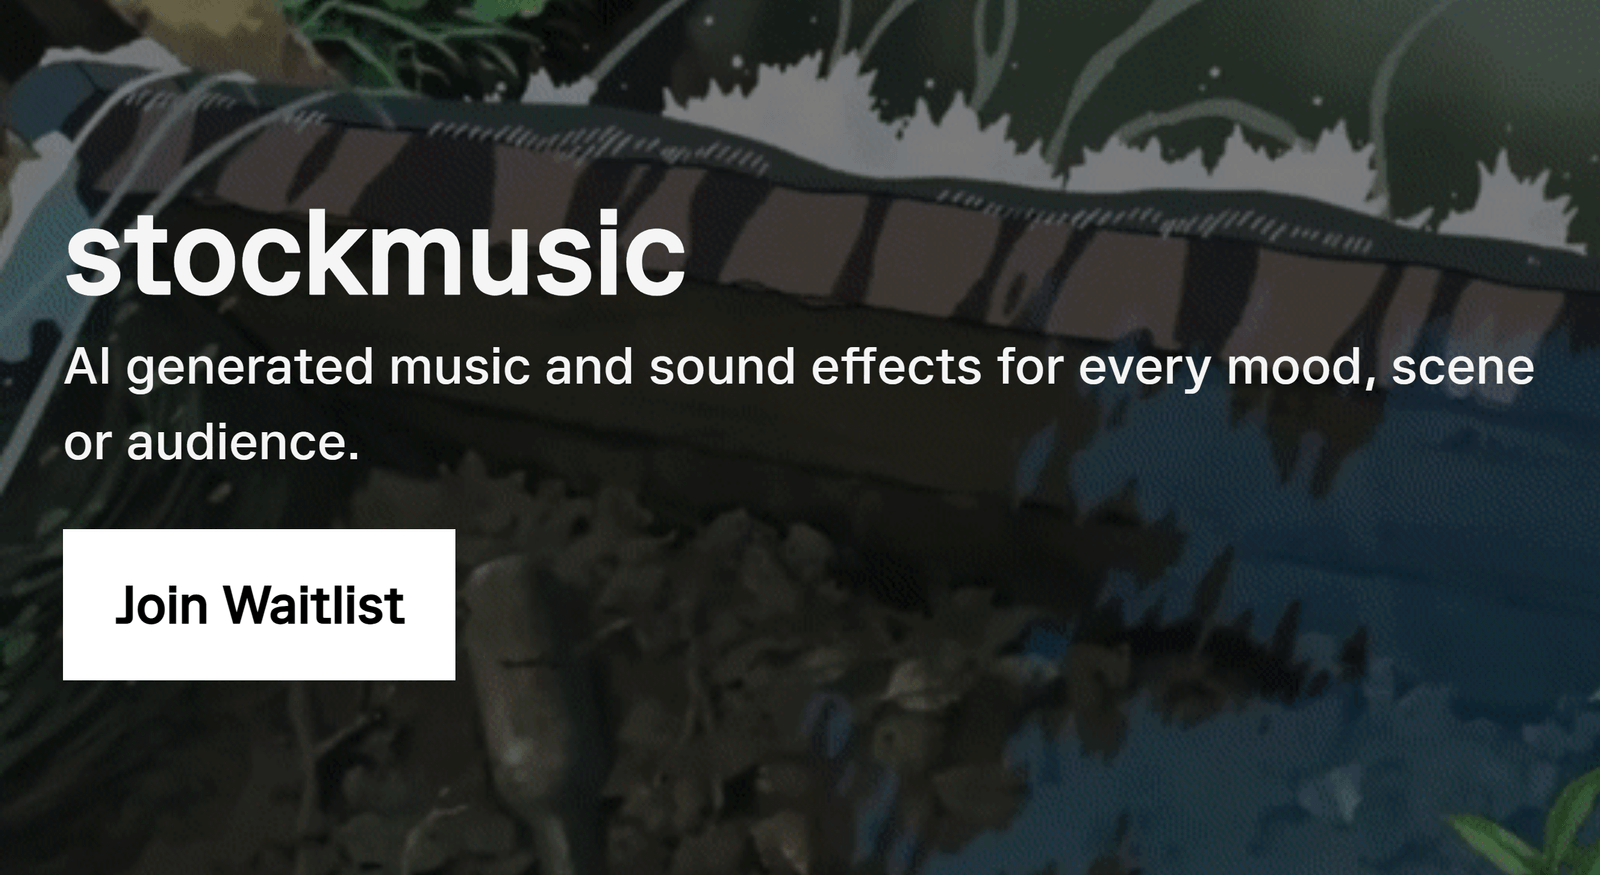 stockmusic
AI generated music and sound effects for every mood, scene
or audience.
Join Waitlist